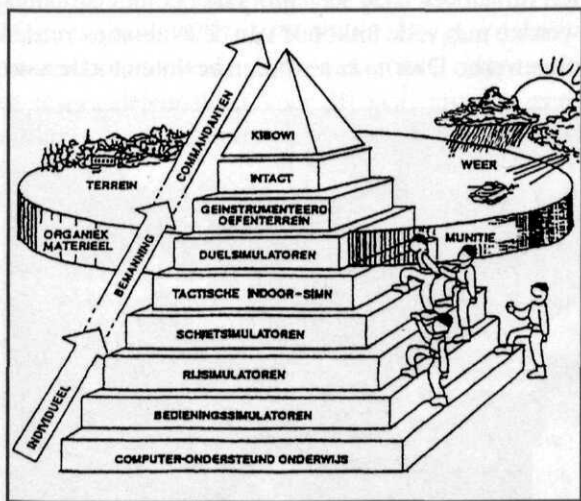 KIBOWI
INTACT
GEINSTRUMENTEERD
OEFENTERREIN
DUELSIMULATOREN
TACTISCHE INDOOR-SIMN
SCHIETSIMULATOREN
RIJSIMULATOREN
BEDIENINGSSIMULATOREN
COMPUTER-ONDERSTEUND ONDERWIJS
INDIVIDUEEL
BEMANNING
COMMANDANTEN
TERREIN
ORGANIEK
MATERIEEL
WEER
MUNITIE